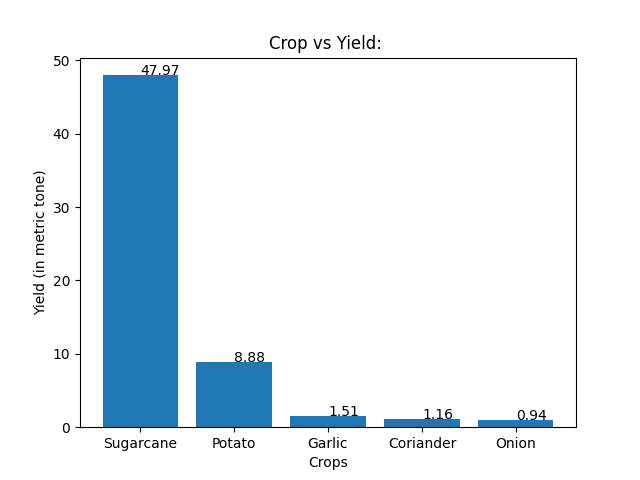 Crop vs Yield:
50
40
30
20
10
0
Yield (in metric tone)
47.97
8.88
1.51
1.16
0.94
Sugarcane
Potato
Garlic
Coriander
Onion
Crops